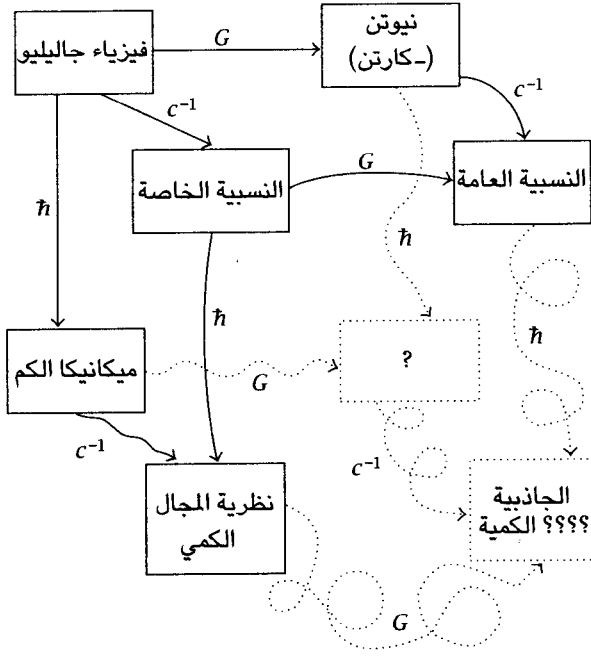 فيزياء جاليليو
G
نيوتن
(-كارتن)
c⁻¹
c⁻¹
النسبية الخاصة
G
النسبية العامة
ħ
ħ
ħ
ħ
ميكانيكا الكم
G
?
c⁻¹
c⁻¹
نظرية المجال
الكمي
الجاذبية
الكمية ؟؟؟؟
G